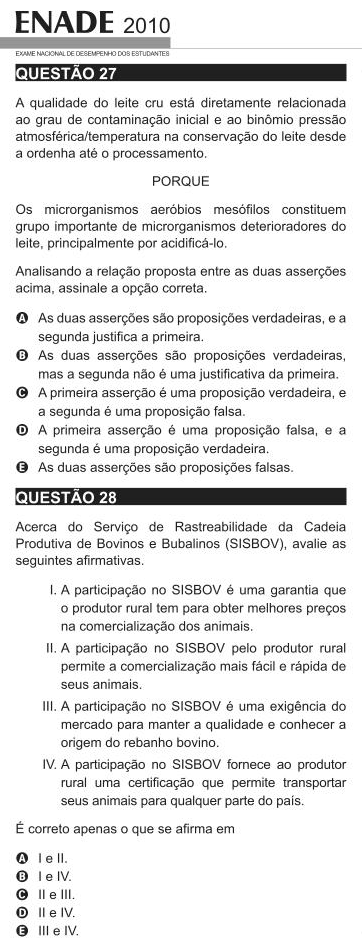 ENADE 2010
EXAME NACIONAL DE DESEMPENHO DOS ESTUDANTES
QUESTÃO 27
A qualidade do leite cru está diretamente relacionada
ao grau de contaminação inicial e ao binômio pressão
atmosférica/temperatura na conservação do leite desde
a ordenha até o processamento.
PORQUE
Os microrganismos aeróbios mesófilos constituem
grupo importante de microrganismos deterioradores do
leite, principalmente por acidificá-lo.
Analisando a relação proposta entre as duas asserções
acima, assinale a opção correta.
A As duas asserções são proposições verdadeiras, e a
segunda justifica a primeira.
B As duas asserções são proposições verdadeiras,
mas a segunda não é uma justificativa da primeira.
C A primeira asserção é uma proposição verdadeira, e
a segunda é uma proposição falsa.
D A primeira asserção é uma proposição falsa, e a
segunda é uma proposição verdadeira.
E As duas asserções são proposições falsas.
QUESTÃO 28
Acerca do Serviço de Rastreabilidade da Cadeia
Produtiva de Bovinos e Bubalinos (SISBOV), avalie as
seguintes afirmativas.
I. A participação no SISBOV é uma garantia que
o produtor rural tem para obter melhores preços
na comercialização dos animais.
II. A participação no SISBOV pelo produtor rural
permite a comercialização mais fácil e rápida de
seus animais.
III. A participação no SISBOV é uma exigência do
mercado para manter a qualidade e conhecer a
origem do rebanho bovino.
IV. A participação no SISBOV fornece ao produtor
rural uma certificação que permite transportar
seus animais para qualquer parte do país.
É correto apenas o que se afirma em
A I e II.
B I e IV.
C II e III.
D II e IV.
E III e IV.